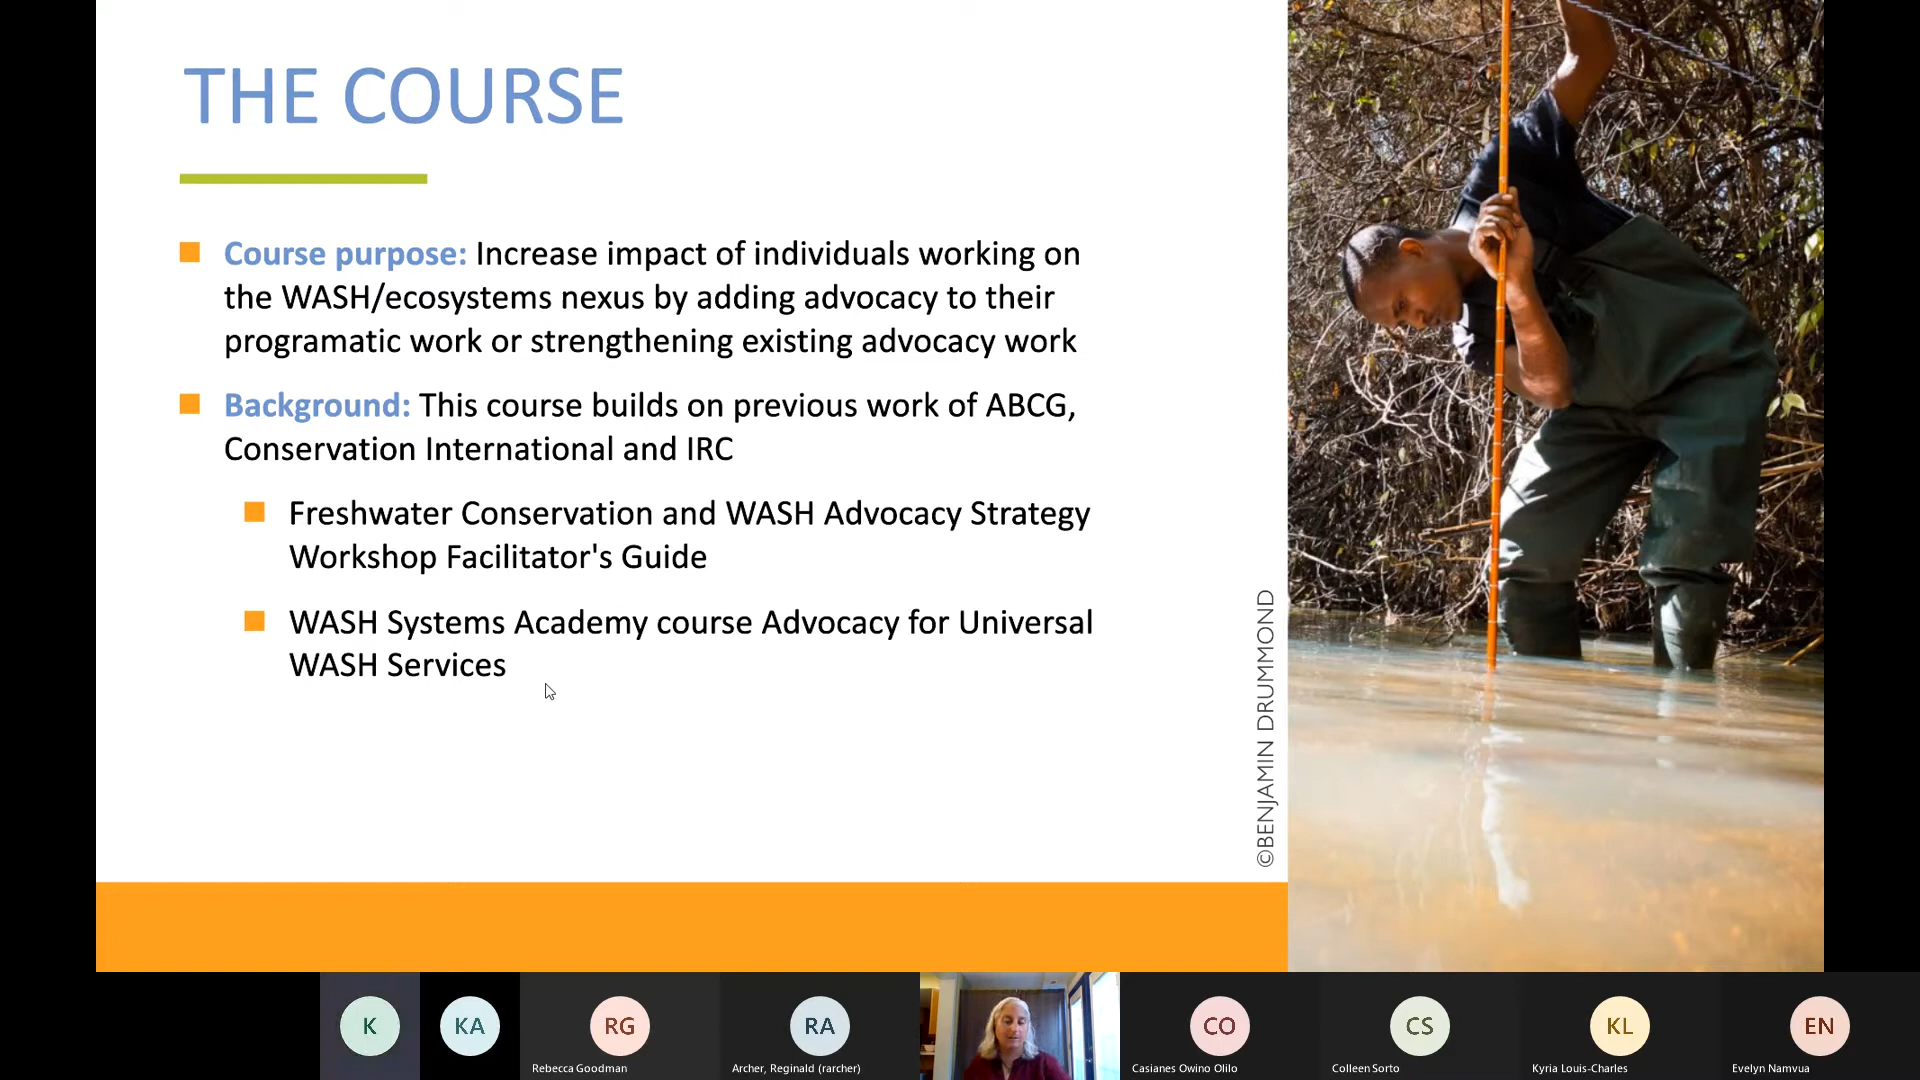 THE COURSE
Course purpose: Increase impact of individuals working on
the WASH/ecosystems nexus by adding advocacy to their
programatic work or strengthening existing advocacy work
Background: This course builds on previous work of ABCG,
Conservation International and IRC
Freshwater Conservation and WASH Advocacy Strategy
Workshop Facilitator's Guide
WASH Systems Academy course Advocacy for Universal
WASH Services
©BENJAMIN DRUMMOND
K
KA
RG
RA
CO
CS
KL
EN
Rebecca Goodman
Archer, Reginald (rarcher)
Casianes Owino Olilo
Colleen Sorto
Kyria Louis-Charles
Evelyn Namvua